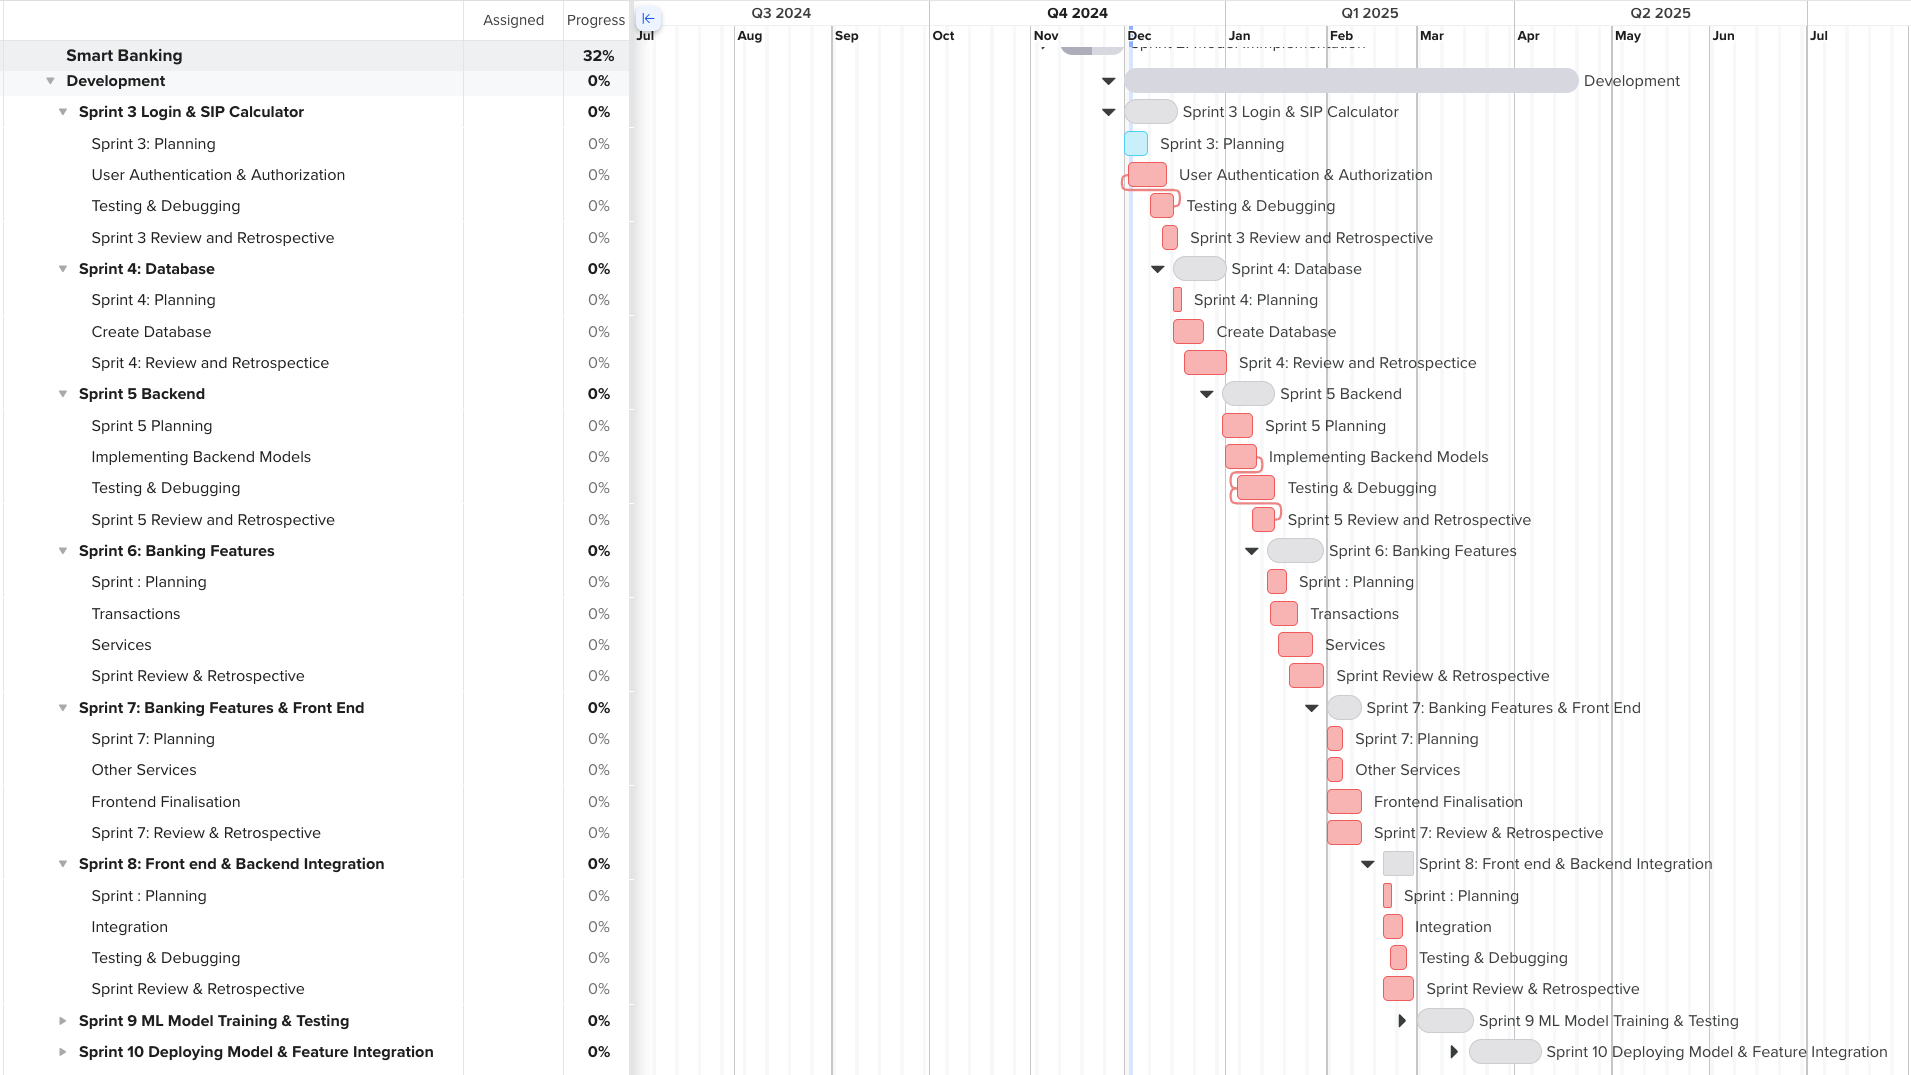 Assigned Progress Q3 2024 Q4 2024 Q1 2025 Q2 2025
Jul Aug Sep Oct Nov Dec Jan Feb Mar Apr May Jun Jul
Smart Banking 32%
Development 0% Development
Sprint 3 Login & SIP Calculator 0% Sprint 3 Login & SIP Calculator
Sprint 3: Planning 0% Sprint 3: Planning
User Authentication & Authorization 0% User Authentication & Authorization
Testing & Debugging 0% Testing & Debugging
Sprint 3 Review and Retrospective 0% Sprint 3 Review and Retrospective
Sprint 4: Database 0% Sprint 4: Database
Sprint 4: Planning 0% Sprint 4: Planning
Create Database 0% Create Database
Sprit 4: Review and Retrospectice 0% Sprit 4: Review and Retrospectice
Sprint 5 Backend 0% Sprint 5 Backend
Sprint 5 Planning 0% Sprint 5 Planning
Implementing Backend Models 0% Implementing Backend Models
Testing & Debugging 0% Testing & Debugging
Sprint 5 Review and Retrospective 0% Sprint 5 Review and Retrospective
Sprint 6: Banking Features 0% Sprint 6: Banking Features
Sprint : Planning 0% Sprint : Planning
Transactions 0% Transactions
Services 0% Services
Sprint Review & Retrospective 0% Sprint Review & Retrospective
Sprint 7: Banking Features & Front End 0% Sprint 7: Banking Features & Front End
Sprint 7: Planning 0% Sprint 7: Planning
Other Services 0% Other Services
Frontend Finalisation 0% Frontend Finalisation
Sprint 7: Review & Retrospective 0% Sprint 7: Review & Retrospective
Sprint 8: Front end & Backend Integration 0% Sprint 8: Front end & Backend Integration
Sprint : Planning 0% Sprint : Planning
Integration 0% Integration
Testing & Debugging 0% Testing & Debugging
Sprint Review & Retrospective 0% Sprint Review & Retrospective
Sprint 9 ML Model Training & Testing 0% Sprint 9 ML Model Training & Testing
Sprint 10 Deploying Model & Feature Integration 0% Sprint 10 Deploying Model & Feature Integration